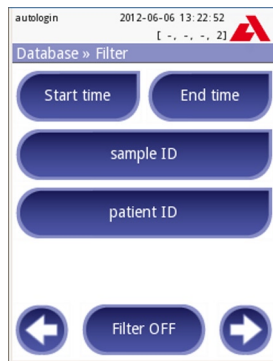 autologin 2012-06-06 13:22:52
[ -, -, -, 2]
Database » Filter
Start time End time
sample ID
patient ID
Filter OFF